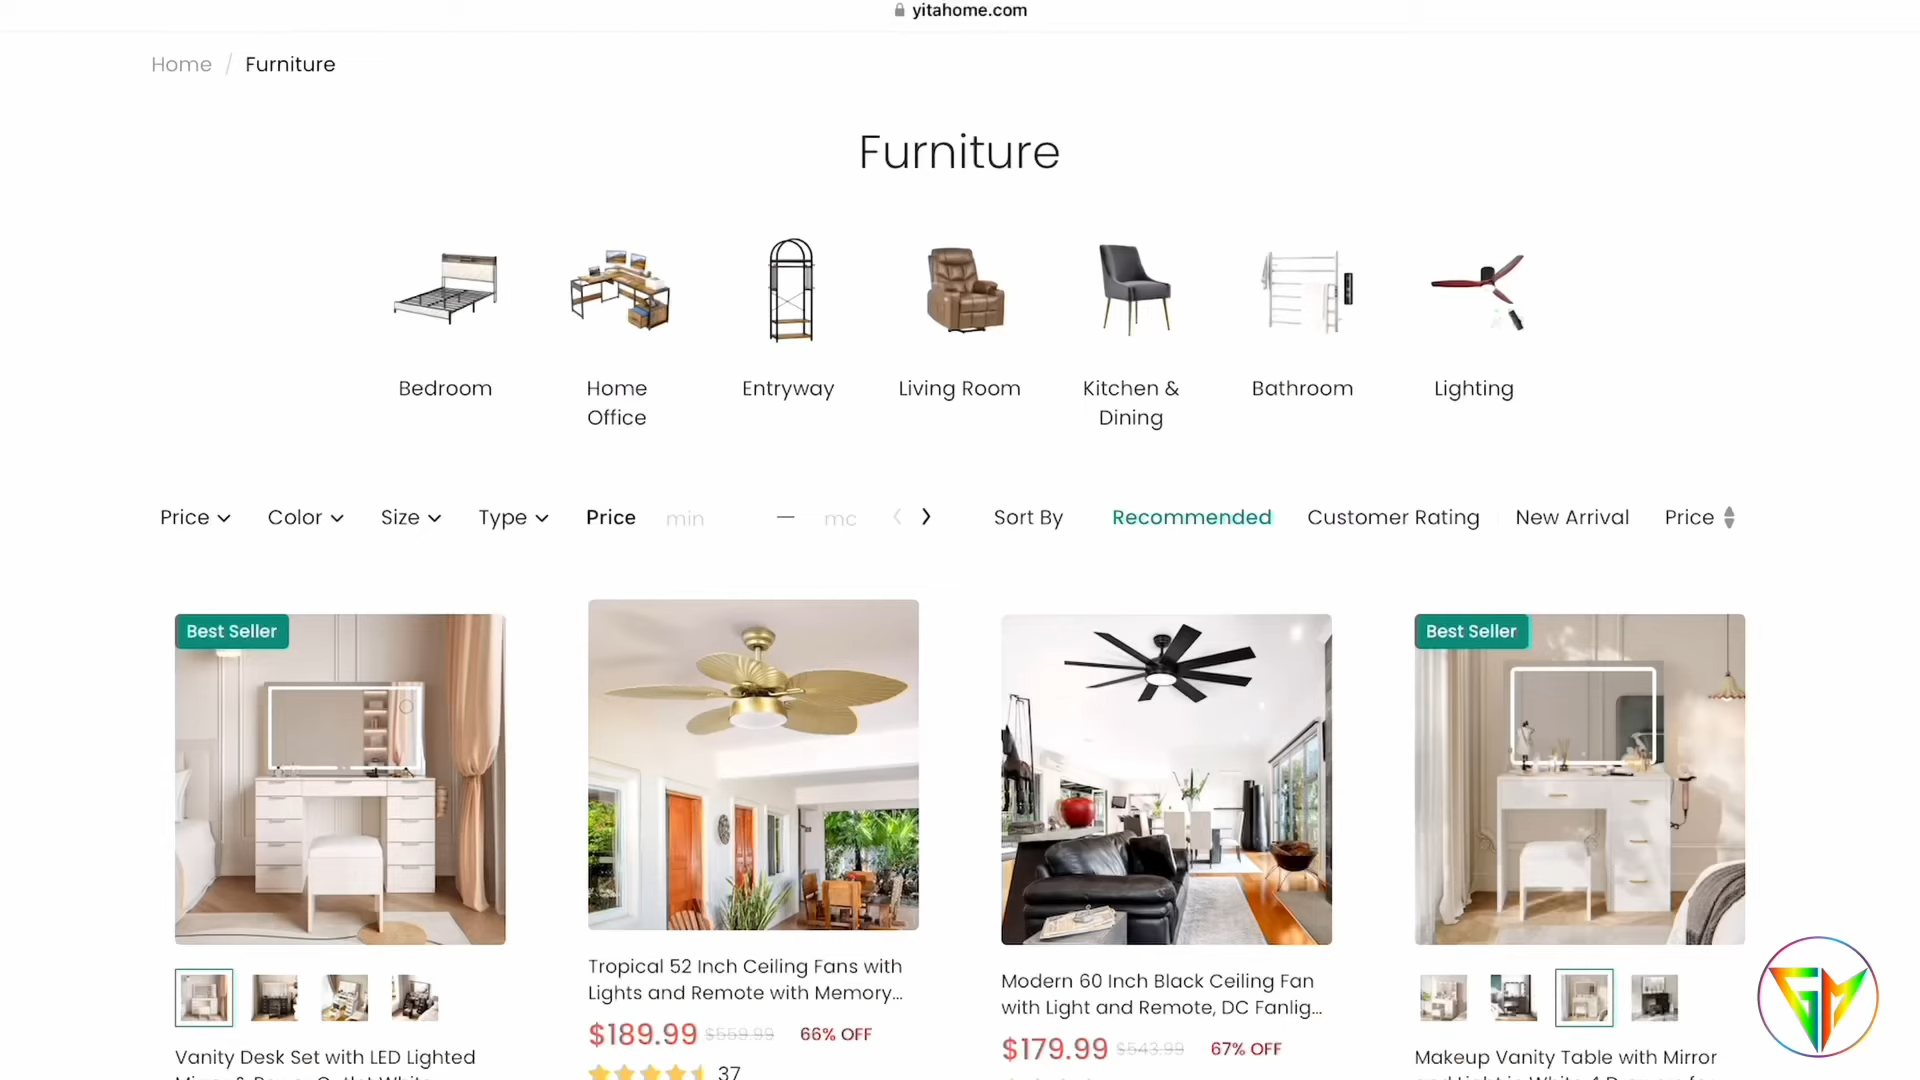 yitahome.com
Home / Furniture
Furniture
Bedroom
Home
Office
Entryway
Living Room
Kitchen &
Dining
Bathroom
Lighting
Price Color Size Type Price min — Sort By Recommended Customer Rating New Arrival Price
Best Seller
Best Seller
Vanity Desk Set with LED Lighted
Tropical 52 Inch Ceiling Fans with
Lights and Remote with Memory...
$189.99 $559.99 66% OFF
37
Modern 60 Inch Black Ceiling Fan
with Light and Remote, DC Fanlig...
$179.99 $543.99 67% OFF
Makeup Vanity Table with Mirror
GM